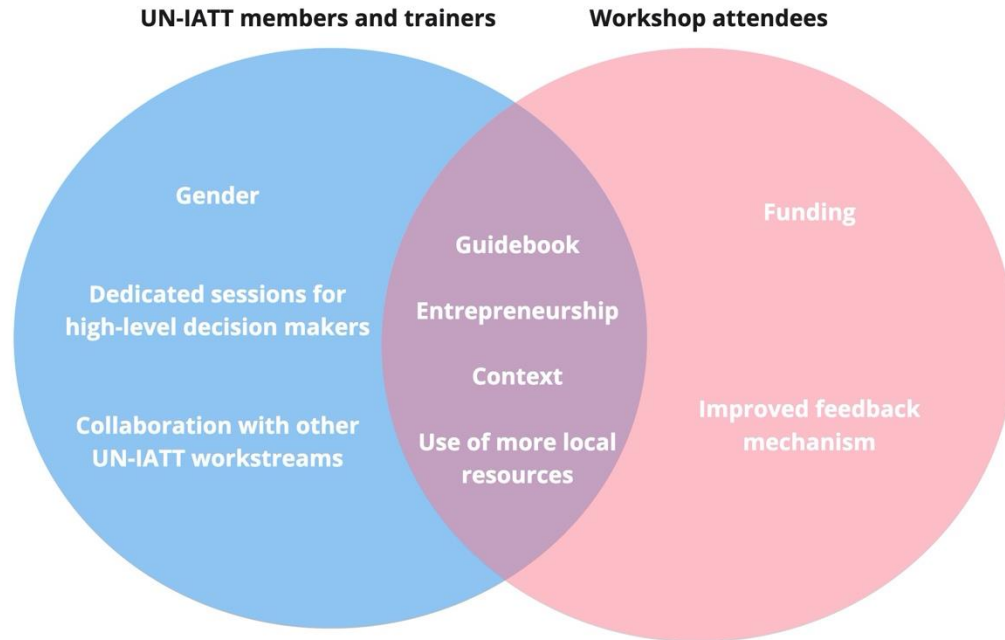 UN-IATT members and trainers
Workshop attendees
Gender
Dedicated sessions for
high-level decision makers
Collaboration with other
UN-IATT workstreams
Guidebook
Entrepreneurship
Context
Use of more local
resources
Funding
Improved feedback
mechanism